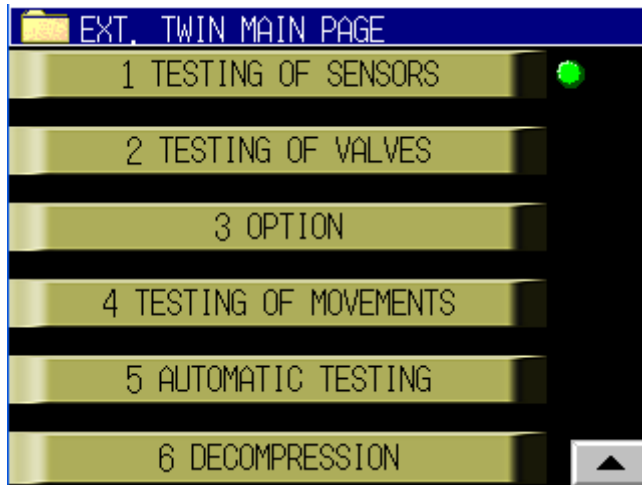 EXT. TWIN MAIN PAGE
1 TESTING OF SENSORS
2 TESTING OF VALVES
3 OPTION
4 TESTING OF MOVEMENTS
5 AUTOMATIC TESTING
6 DECOMPRESSION